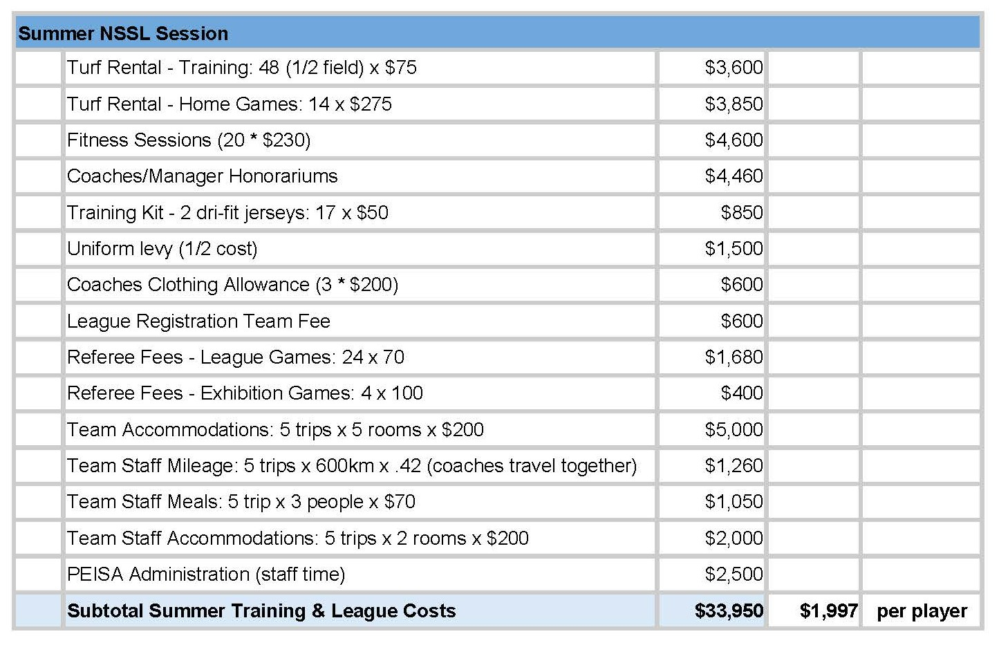 Summer NSSL Session
Turf Rental - Training: 48 (1/2 field) x $75 $3,600
Turf Rental - Home Games: 14 x $275 $3,850
Fitness Sessions (20 * $230) $4,600
Coaches/Manager Honorariums $4,460
Training Kit - 2 dri-fit jerseys: 17 x $50 $850
Uniform levy (1/2 cost) $1,500
Coaches Clothing Allowance (3 * $200) $600
League Registration Team Fee $600
Referee Fees - League Games: 24 x 70 $1,680
Referee Fees - Exhibition Games: 4 x 100 $400
Team Accommodations: 5 trips x 5 rooms x $200 $5,000
Team Staff Mileage: 5 trips x 600km x .42 (coaches travel together) $1,260
Team Staff Meals: 5 trip x 3 people x $70 $1,050
Team Staff Accommodations: 5 trips x 2 rooms x $200 $2,000
PEISA Administration (staff time) $2,500
Subtotal Summer Training & League Costs $33,950 $1,997 per player